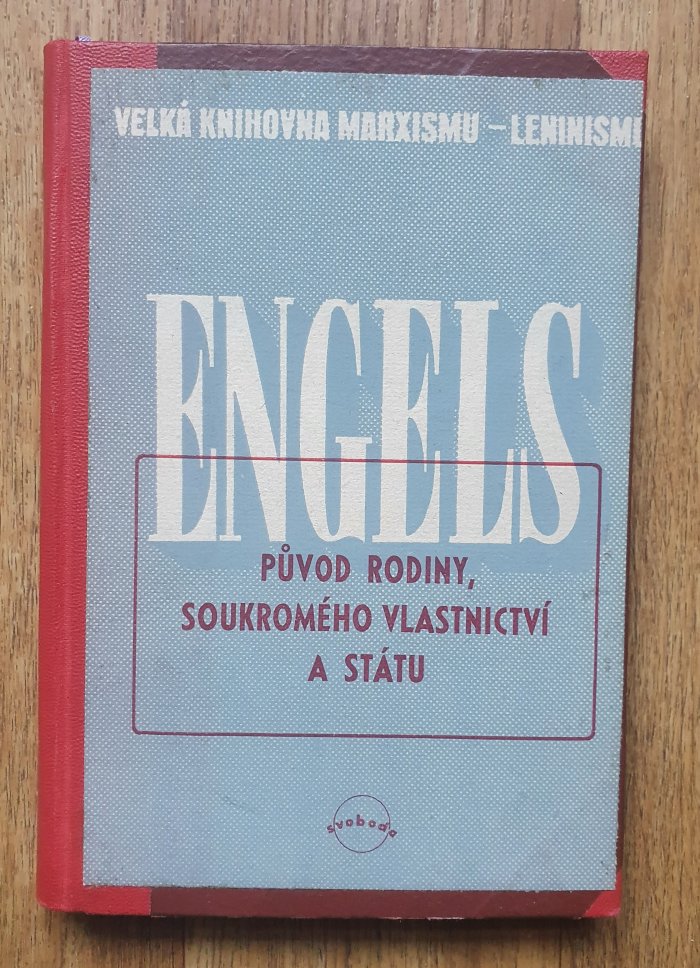 VELKÁ KNIHOVNA MARXISMU – LENINISMU
ENGELS
PŮVOD RODINY,
SOUKROMÉHO VLASTNICTVÍ
A STÁTU
svoboda